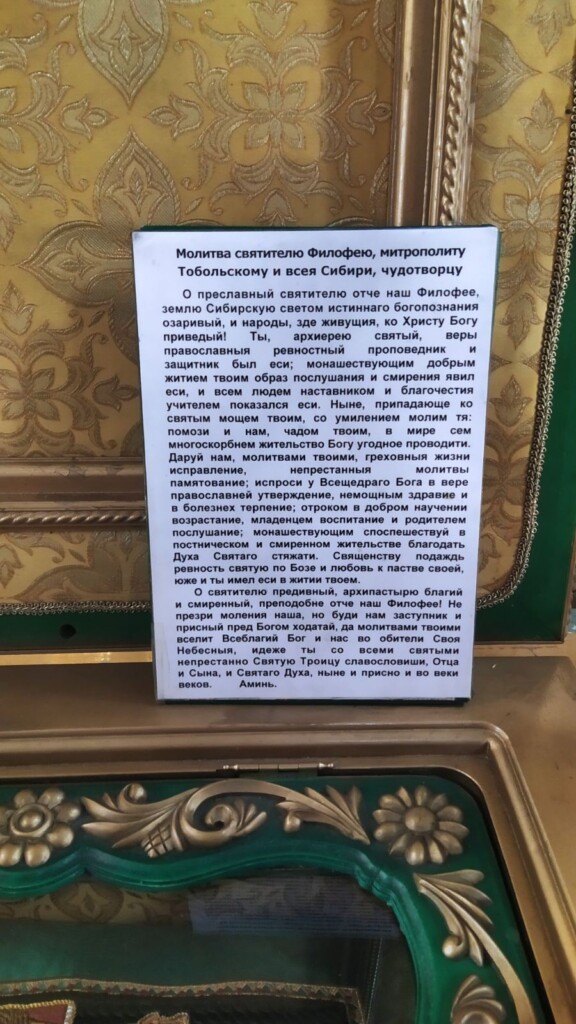 Молитва святителю Филофею, митрополиту
Тобольскому и всея Сибири, чудотворцу
О преславный святителю отче наш Филофее,
землю Сибирскую светом истиннаго богопознания
озаривый, и народы, зде живущия, ко Христу Богу
приведый! Ты, архиерею святый, веры
православныя ревностный проповедник и
защитник был еси; монашествующим добрым
житием твоим образ послушания и смирения явил
еси, и всем людем наставником и благочестия
учителем показался еси. Ныне, припадающе ко
святым мощем твоим, со умилением молим тя:
помози и нам, чадом твоим, в мире сем
многоскорбнем жительство Богу угодное проводити.
Даруй нам, молитвами твоими, греховныя жизни
исправление, непрестанныя молитвы
памятование; испроси у Всещедраго Бога в вере
православней утверждение, немощным здравие и
в болезнех терпение; отроком в добром научении
возрастание, младенцем воспитание и родителем
послушание; монашествующим споспешествуй в
постническом и смиренном жительстве благодать
Духа Святаго стяжати. Священству подаждь
ревность святую по Бозе и любовь к пастве своей,
юже и ты имел еси в житии твоем.
О святителю предивный, архипастырю благий
и смиренный, преподобне отче наш Филофее! Не
презри моления наша, но буди нам заступник и
присный пред Богом ходатай, да молитвами твоими
вселит Всеблагий Бог и нас во обители Своя
Небесныя, идеже ты со всеми святыми
непрестанно Святую Троицу славословиши, Отца
и Сына, и Святаго Духа, ныне и присно и во веки
веков. Аминь.